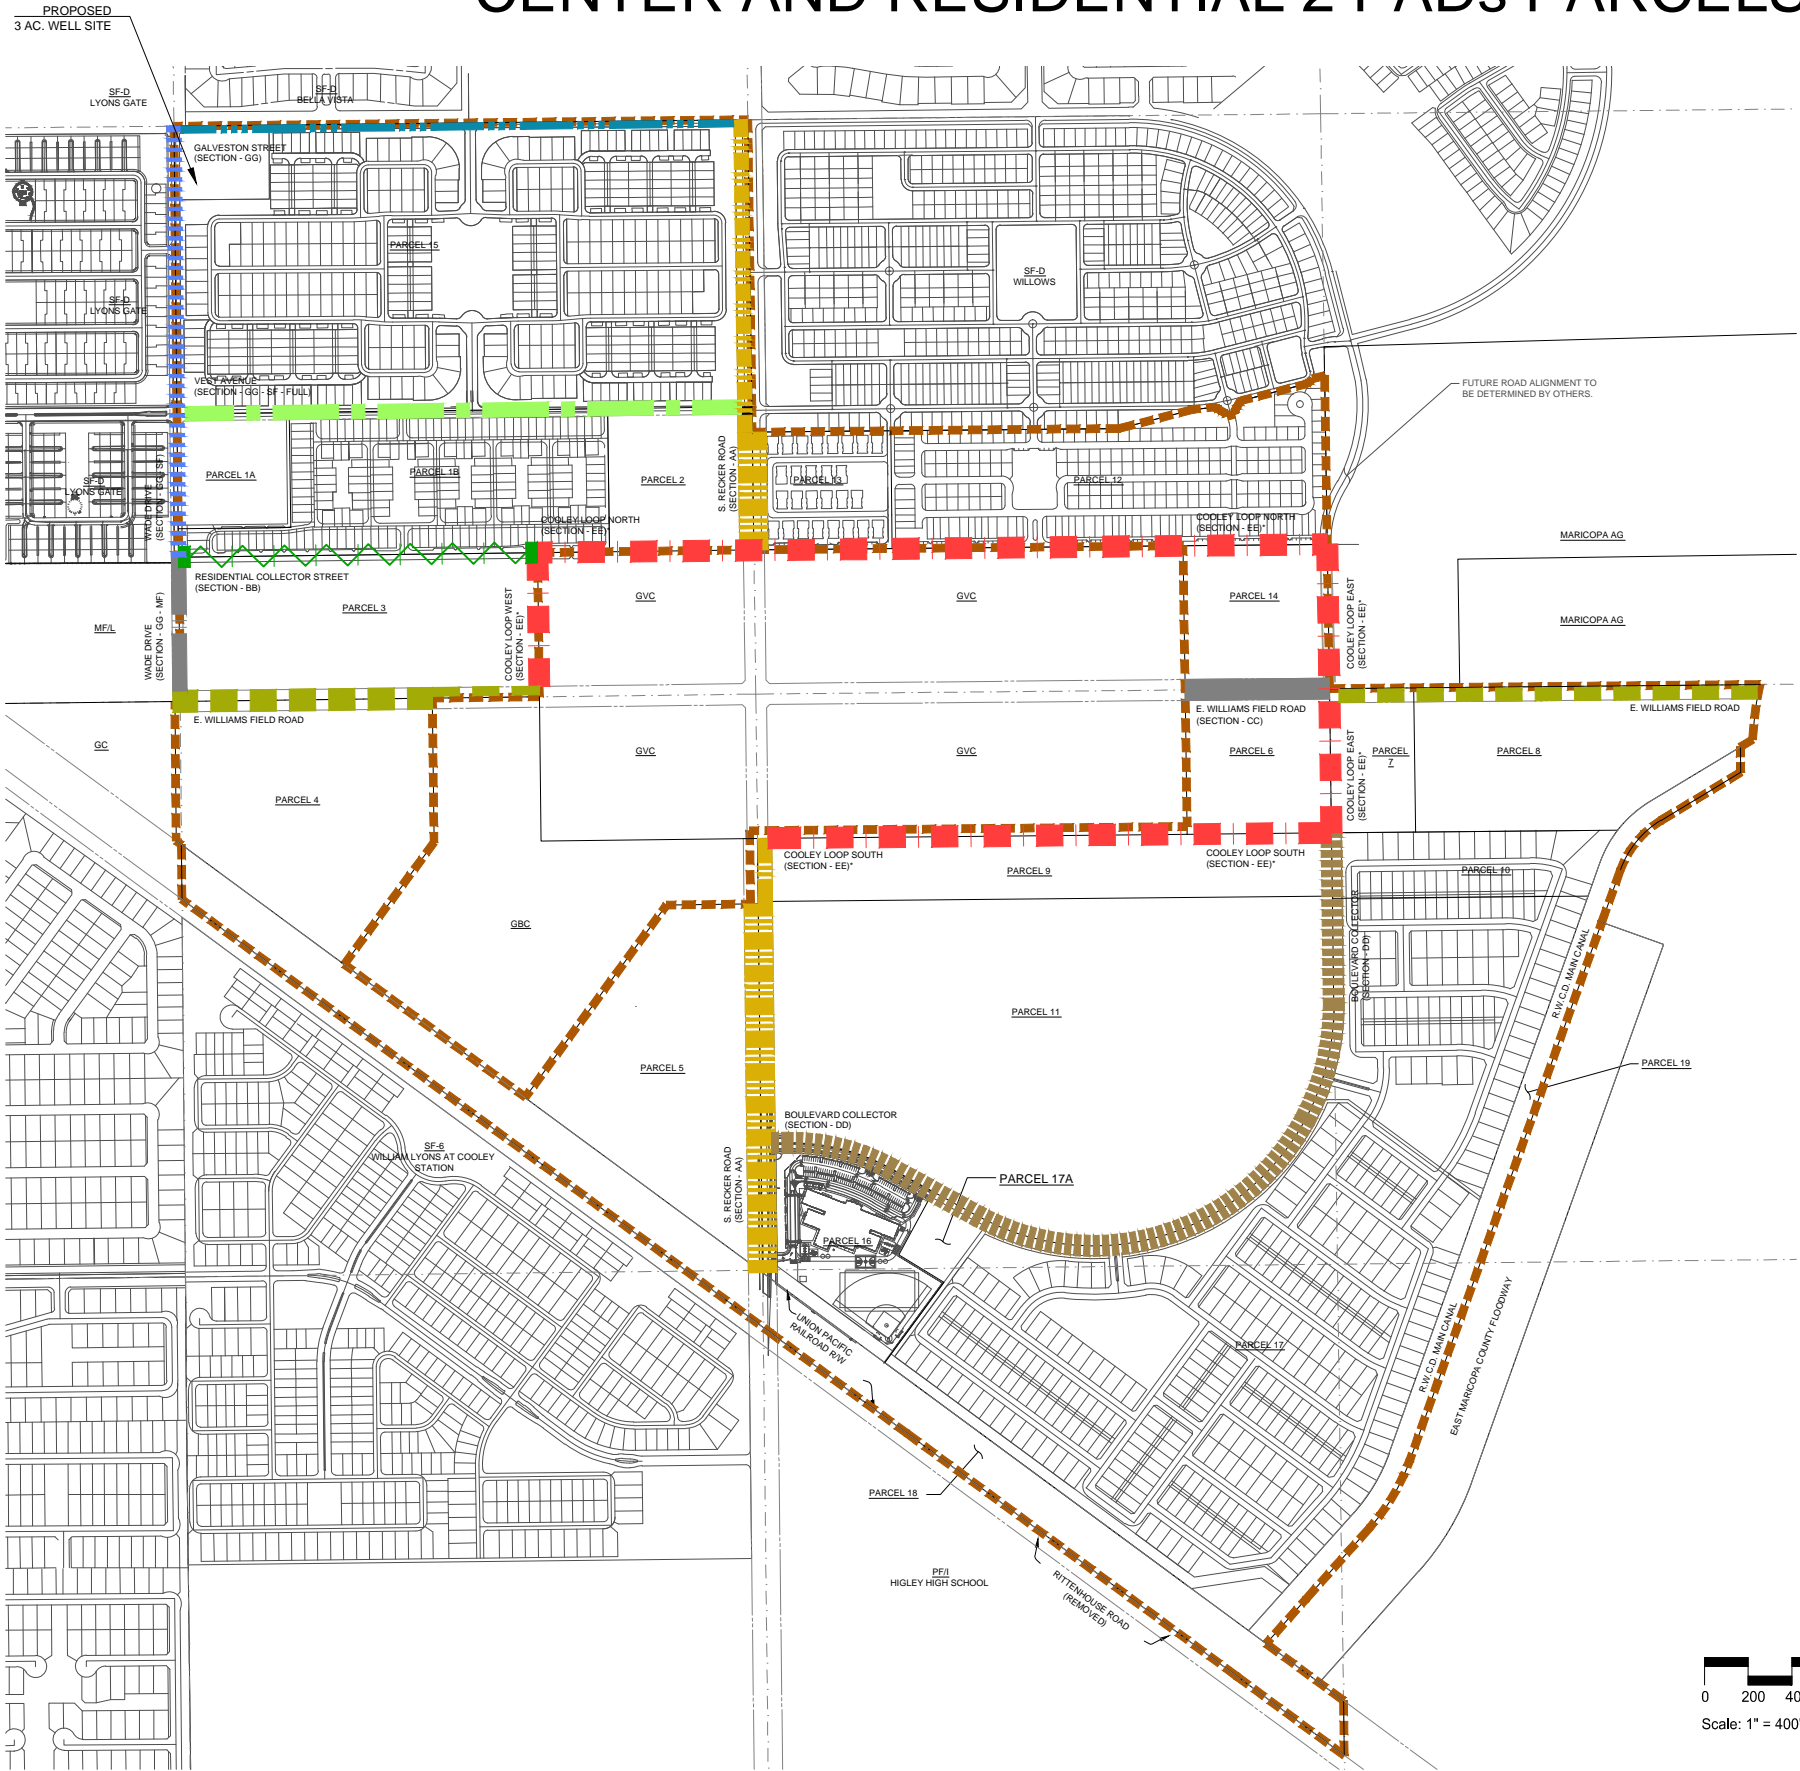 CENTER AND RESIDENTIAL 2 PADs PARCELS
PROPOSED
3 AC. WELL SITE
SF-D
LYONS GATE
SF-D
BELLA VISTA
GALVESTON STREET
(SECTION - GG)
PARCEL 15
SF-D
WILLOWS
SF-D
LYONS GATE
VEST AVENUE
(SECTION - GG - SF - FULL)
FUTURE ROAD ALIGNMENT TO
BE DETERMINED BY OTHERS.
SF-D
LYONS GATE
WADE DRIVE
(SECTION - GG - SF)
PARCEL 1A
PARCEL 1B
PARCEL 2
S. RECKER ROAD
(SECTION - AA)
PARCEL 13
PARCEL 12
COOLEY LOOP NORTH
(SECTION - EE)*
COOLEY LOOP NORTH
(SECTION - EE)*
MARICOPA AG
RESIDENTIAL COLLECTOR STREET
(SECTION - BB)
PARCEL 3
COOLEY LOOP WEST
(SECTION - EE)*
GVC
GVC
PARCEL 14
COOLEY LOOP EAST
(SECTION - EE)*
MARICOPA AG
MF/L
WADE DRIVE
(SECTION - GG - MF)
E. WILLIAMS FIELD ROAD
E. WILLIAMS FIELD ROAD
(SECTION - CC)
E. WILLIAMS FIELD ROAD
GC
GVC
GVC
PARCEL 6
COOLEY LOOP EAST
(SECTION - EE)*
PARCEL
7
PARCEL 8
PARCEL 4
COOLEY LOOP SOUTH
(SECTION - EE)*
COOLEY LOOP SOUTH
(SECTION - EE)*
PARCEL 9
PARCEL 10
GBC
BOULEVARD COLLECTOR
(SECTION - DD)
R.W.C.D. MAIN CANAL
PARCEL 11
PARCEL 5
PARCEL 19
BOULEVARD COLLECTOR
(SECTION - DD)
SF-6
WILLIAM LYONS AT COOLEY
STATION
S. RECKER ROAD
(SECTION - AA)
PARCEL 17A
PARCEL 16
UNION PACIFIC
RAILROAD R/W
PARCEL 17
R.W.C.D. MAIN CANAL
EAST MARICOPA COUNTY FLOODWAY
PARCEL 18
PF/I
HIGLEY HIGH SCHOOL
RITTENHOUSE ROAD
(REMOVED)
0 200
Scale: 1" = 400'